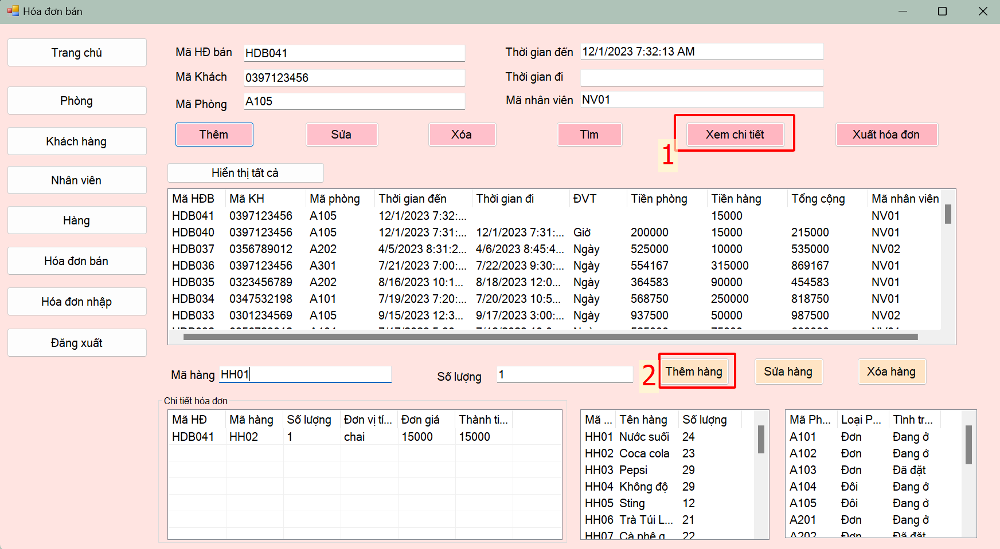 Hóa đơn bán
Trang chủ
Phòng
Khách hàng
Nhân viên
Hàng
Hóa đơn bán
Hóa đơn nhập
Đăng xuất
Mã HĐ bán HDB041 Thời gian đến 12/1/2023 7:32:13 AM
Mã Khách 0397123456 Thời gian đi
Mã Phòng A105 Mã nhân viên NV01
Thêm Sửa Xóa Tìm Xem chi tiết Xuất hóa đơn
1
Hiển thị tất cả
Mã HĐB Mã KH Mã phòng Thời gian đến Thời gian đi ĐVT Tiền phòng Tiền hàng Tổng cộng Mã nhân viên
HDB041 0397123456 A105 12/1/2023 7:32:... 15000 NV01
HDB040 0397123456 A105 12/1/2023 7:31:... 12/1/2023 7:31:... Giờ 200000 15000 215000 NV01
HDB037 0356789012 A202 4/5/2023 8:31:2... 4/6/2023 8:45:4... Ngày 525000 10000 535000 NV02
HDB036 0397123456 A301 7/21/2023 7:00:... 7/22/2023 9:30:... Ngày 554167 315000 869167 NV01
HDB035 0323456789 A202 8/16/2023 10:1... 8/18/2023 12:0... Ngày 364583 90000 454583 NV01
HDB034 0347532198 A101 7/19/2023 7:20:... 7/20/2023 10:5... Ngày 568750 250000 818750 NV01
HDB033 0301234569 A105 9/15/2023 12:3... 9/17/2023 3:00:... Ngày 937500 50000 987500 NV02
Mã hàng HH01 Số lượng 1 2 Thêm hàng Sửa hàng Xóa hàng
Chi tiết hóa đơn
Mã HĐ Mã hàng Số lượng Đơn vị tí... Đơn giá Thành ti...
HDB041 HH02 1 chai 15000 15000
Mã ... Tên hàng Số lượng
HH01 Nước suối 24
HH02 Coca cola 23
HH03 Pepsi 29
HH04 Không độ 29
HH05 Sting 12
HH06 Trà Túi L... 21
HH07 Cà phê g 22
Mã Ph... Loại P... Tình tr...
A101 Đơn Đang ở
A102 Đơn Đang ở
A103 Đơn Đã đặt
A104 Đôi Đang ở
A105 Đôi Đang ở
A201 Đơn Đang ở
A202 Đơn Đã đặt